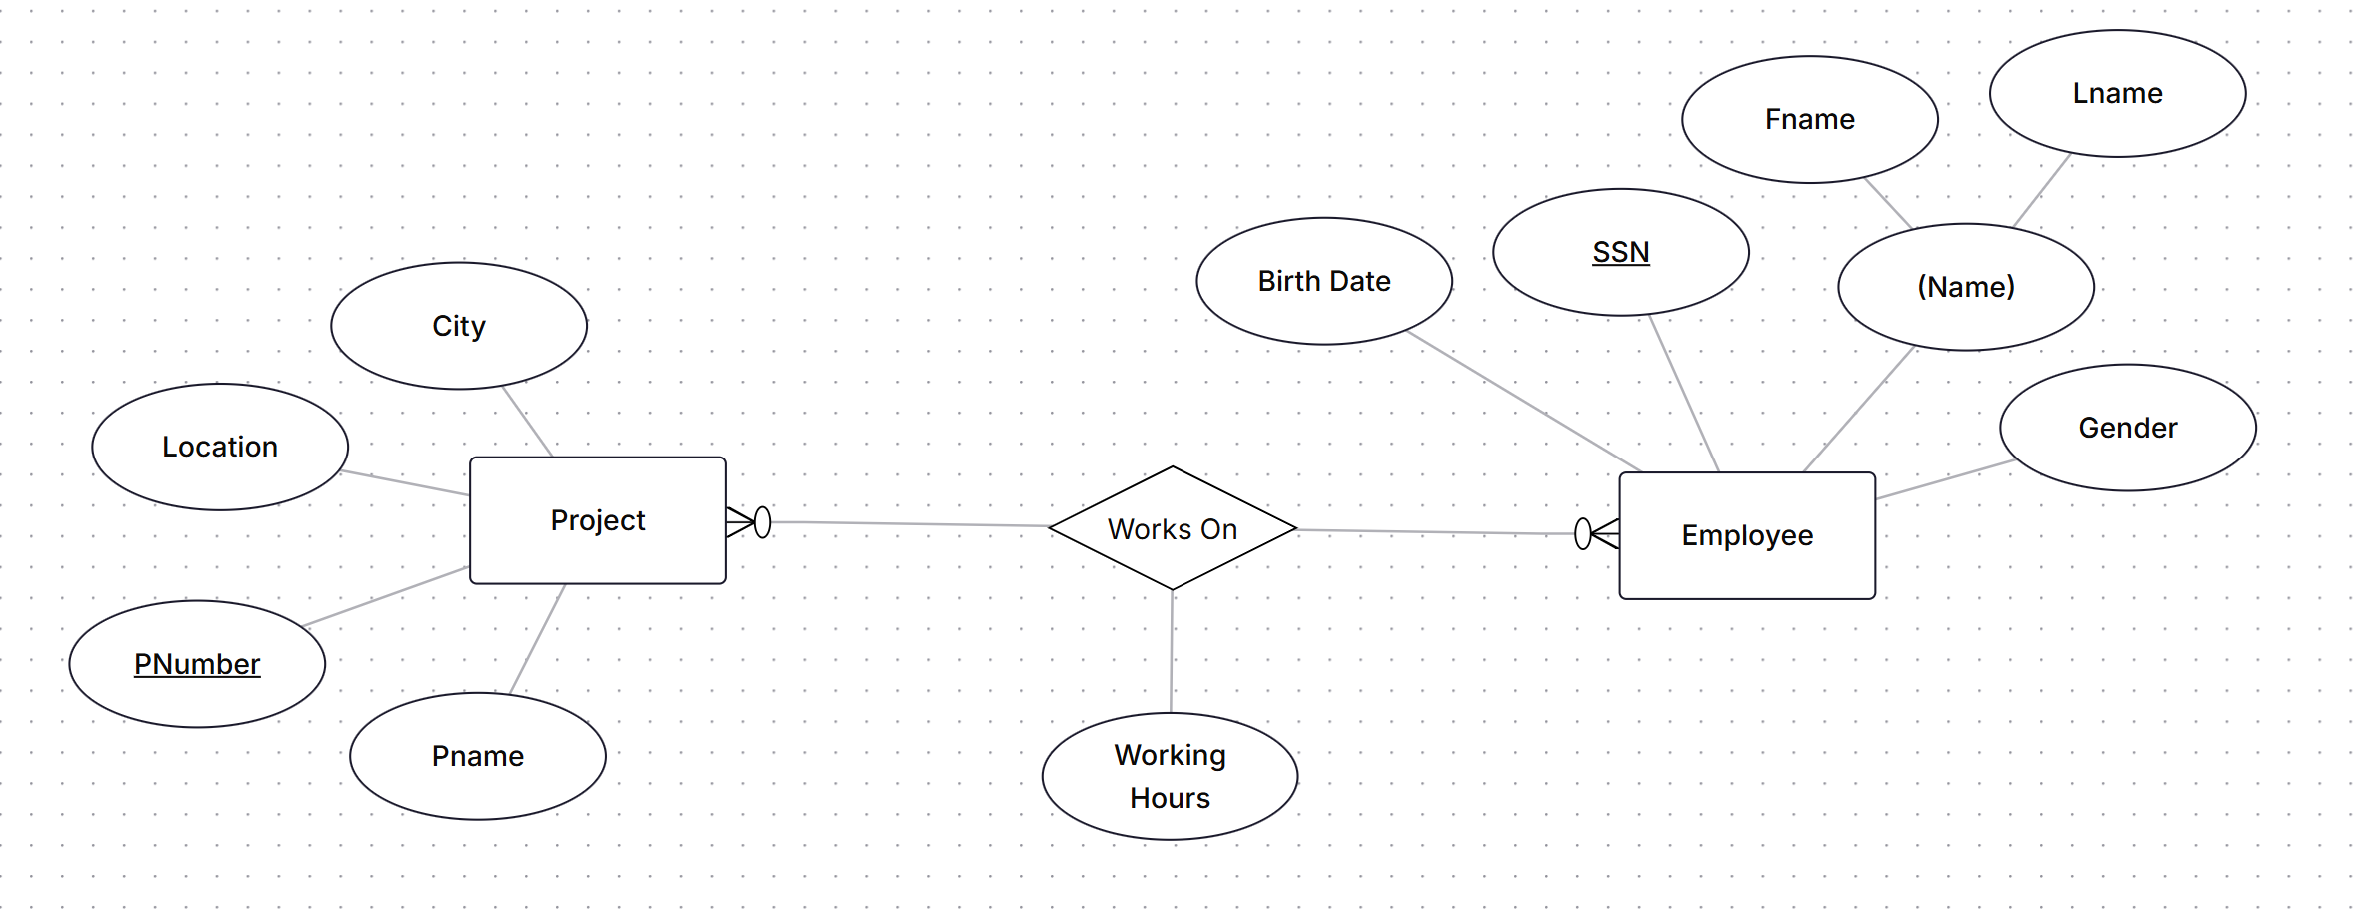 Lname
Fname
SSN
Birth Date
(Name)
City
Gender
Location
Project
Works On
Employee
PNumber
Pname
Working
Hours